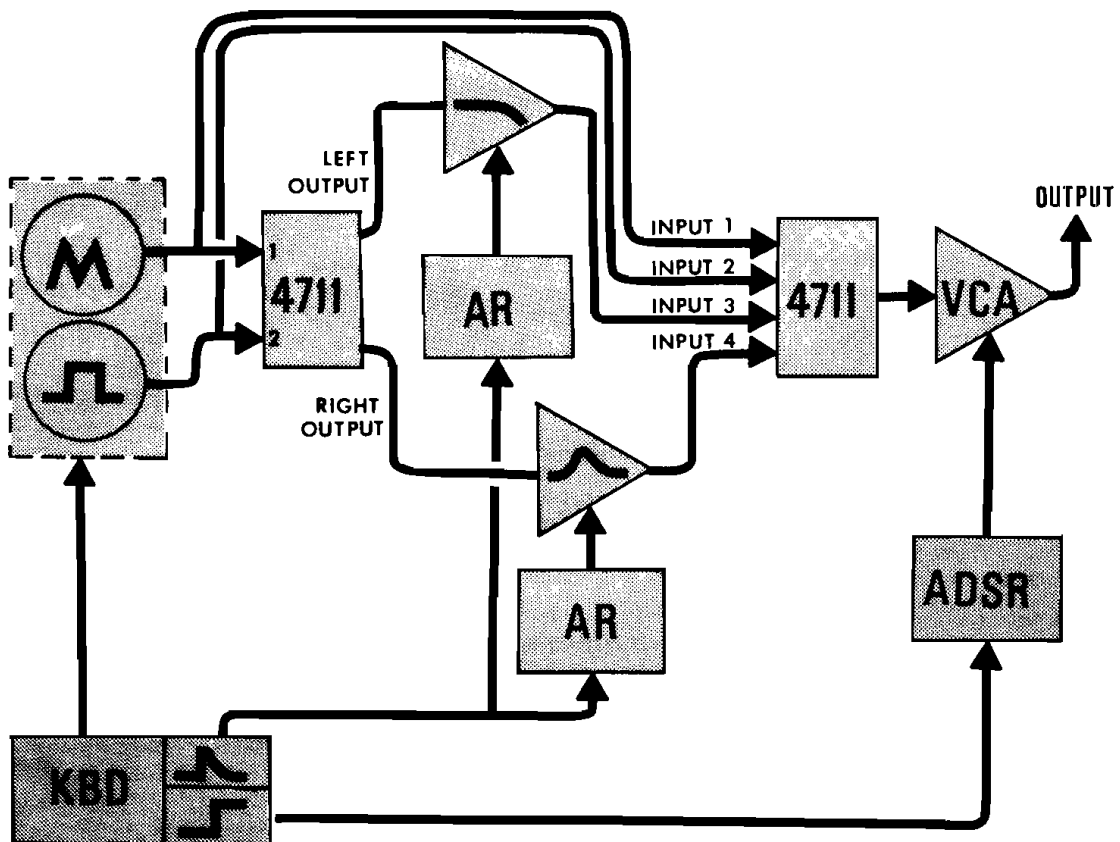 LEFT
OUTPUT
OUTPUT
1
4711
2
AR
INPUT 1
INPUT 2
INPUT 3
INPUT 4
4711
VCA
RIGHT
OUTPUT
AR
ADSR
KBD